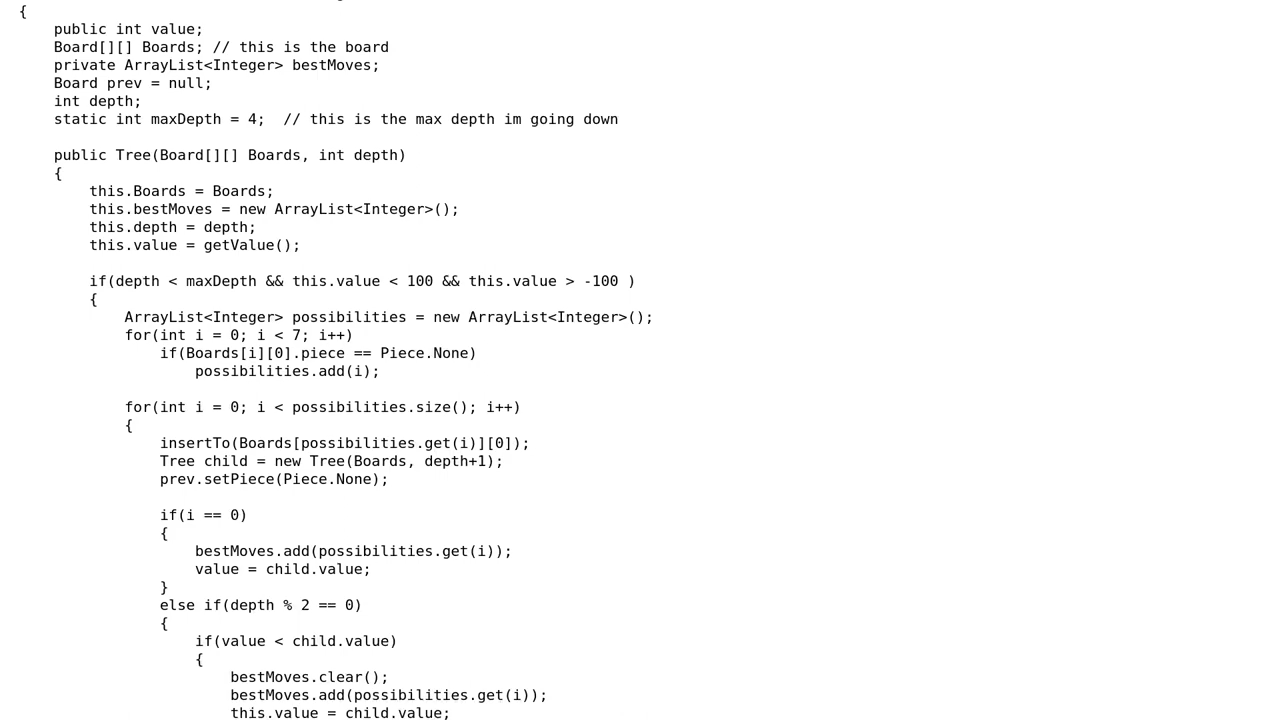 {
    public int value;
    Board[][] Boards; // this is the board
    private ArrayList<Integer> bestMoves;
    Board prev = null;
    int depth;
    static int maxDepth = 4;  // this is the max depth im going down

    public Tree(Board[][] Boards, int depth)
    {
        this.Boards = Boards;
        this.bestMoves = new ArrayList<Integer>();
        this.depth = depth;
        this.value = getValue();

        if(depth < maxDepth && this.value < 100 && this.value > -100 )
        {
            ArrayList<Integer> possibilities = new ArrayList<Integer>();
            for(int i = 0; i < 7; i++)
                if(Boards[i][0].piece == Piece.None)
                    possibilities.add(i);

            for(int i = 0; i < possibilities.size(); i++)
            {
                insertTo(Boards[possibilities.get(i)][0]);
                Tree child = new Tree(Boards, depth+1);
                prev.setPiece(Piece.None);

                if(i == 0)
                {
                    bestMoves.add(possibilities.get(i));
                    value = child.value;
                }
                else if(depth % 2 == 0)
                {
                    if(value < child.value)
                    {
                        bestMoves.clear();
                        bestMoves.add(possibilities.get(i));
                        this.value = child.value;